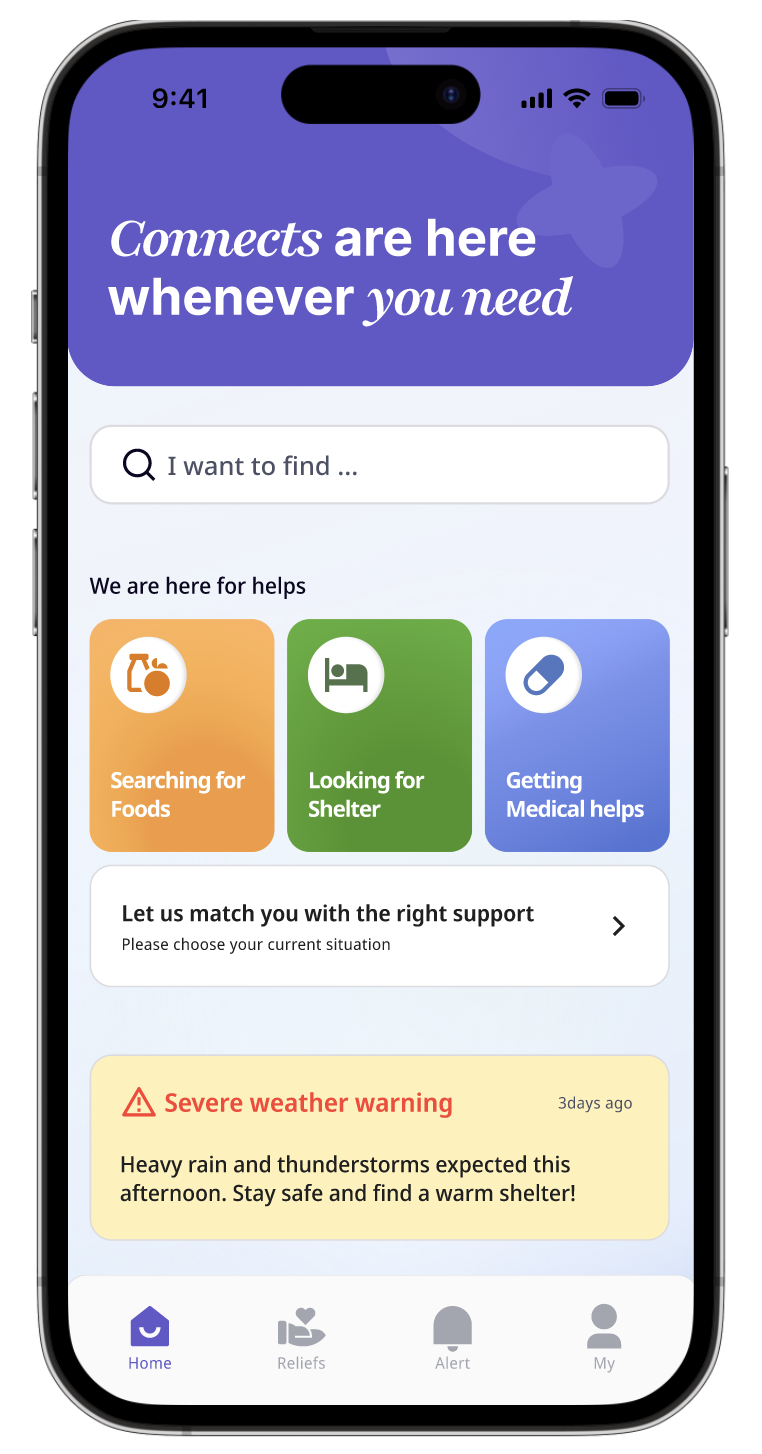 9:41
Connects are here
whenever you need
I want to find ...
We are here for helps
Searching for
Foods
Looking for
Shelter
Getting
Medical helps
Let us match you with the right support
Please choose your current situation
Severe weather warning
3days ago
Heavy rain and thunderstorms expected this
afternoon. Stay safe and find a warm shelter!
Home
Reliefs
Alert
My